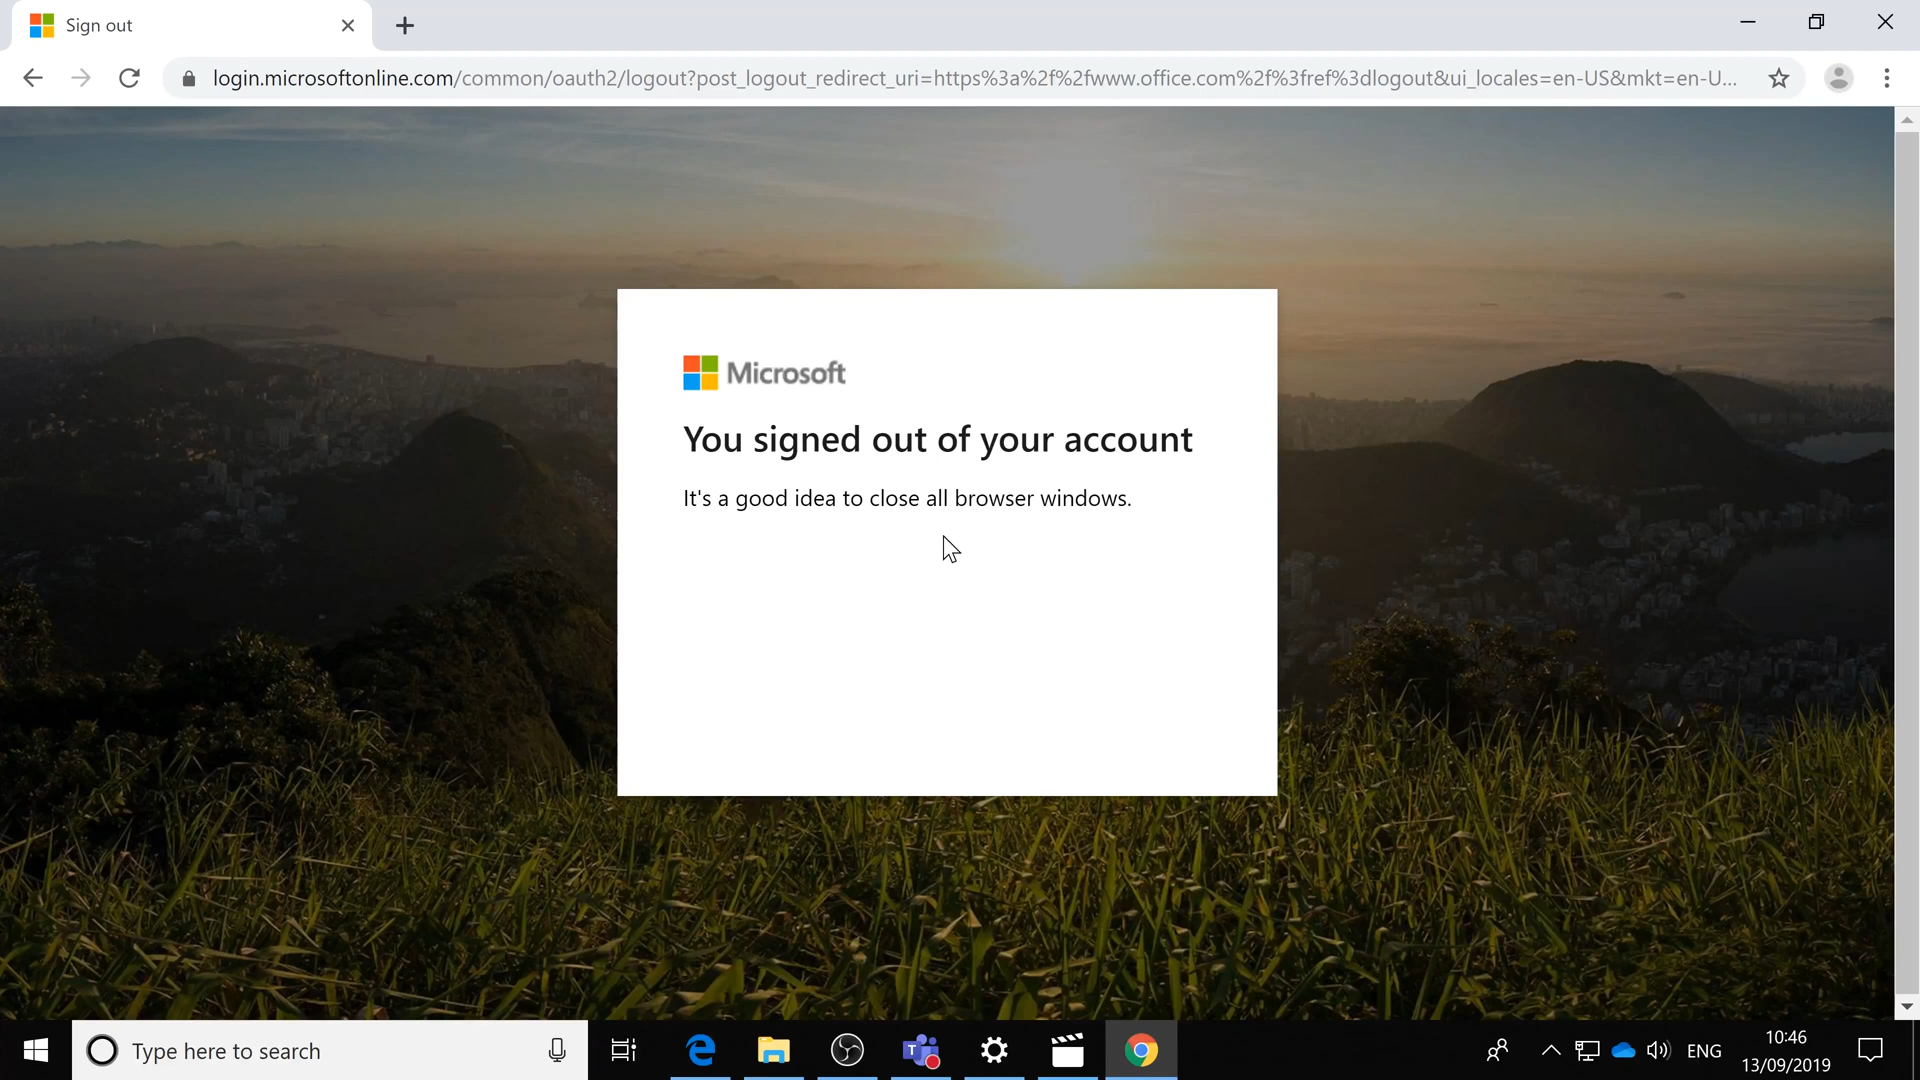 Sign out
login.microsoftonline.com/common/oauth2/logout?post_logout_redirect_uri=https%3a%2f%2fwww.office.com%2f%3fref%3dlogout&ui_locales=en-US&mkt=en-U...
Microsoft
You signed out of your account
It's a good idea to close all browser windows.
Type here to search
ENG
10:46
13/09/2019